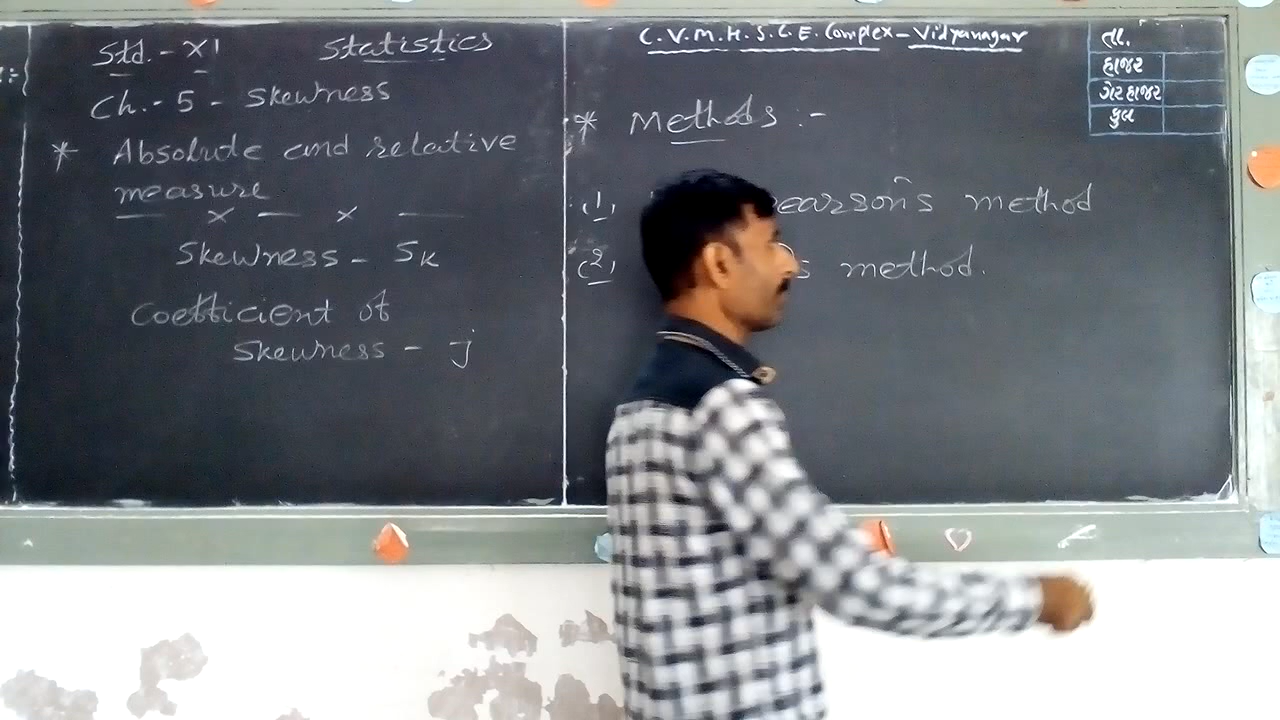 Std. - XI Statistics
Ch. - 5 - Skewness
* Absolute and relative
measure
Skewness - Sk
Coefficient of
Skewness - j
C.V.M.H.S.C.E. Complex - Vidyanagar
* Methods :-
(1) method
(2) method.
તા.
હાજર
ગેરહાજર
કુલ